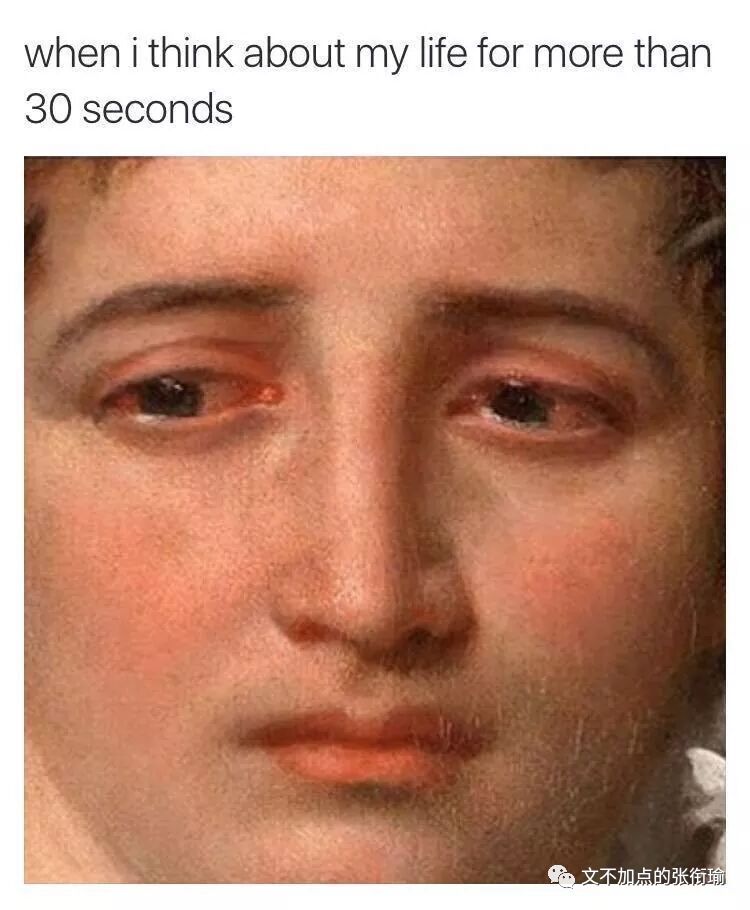 when i think about my life for more than
30 seconds
文不加点的张衔瑜